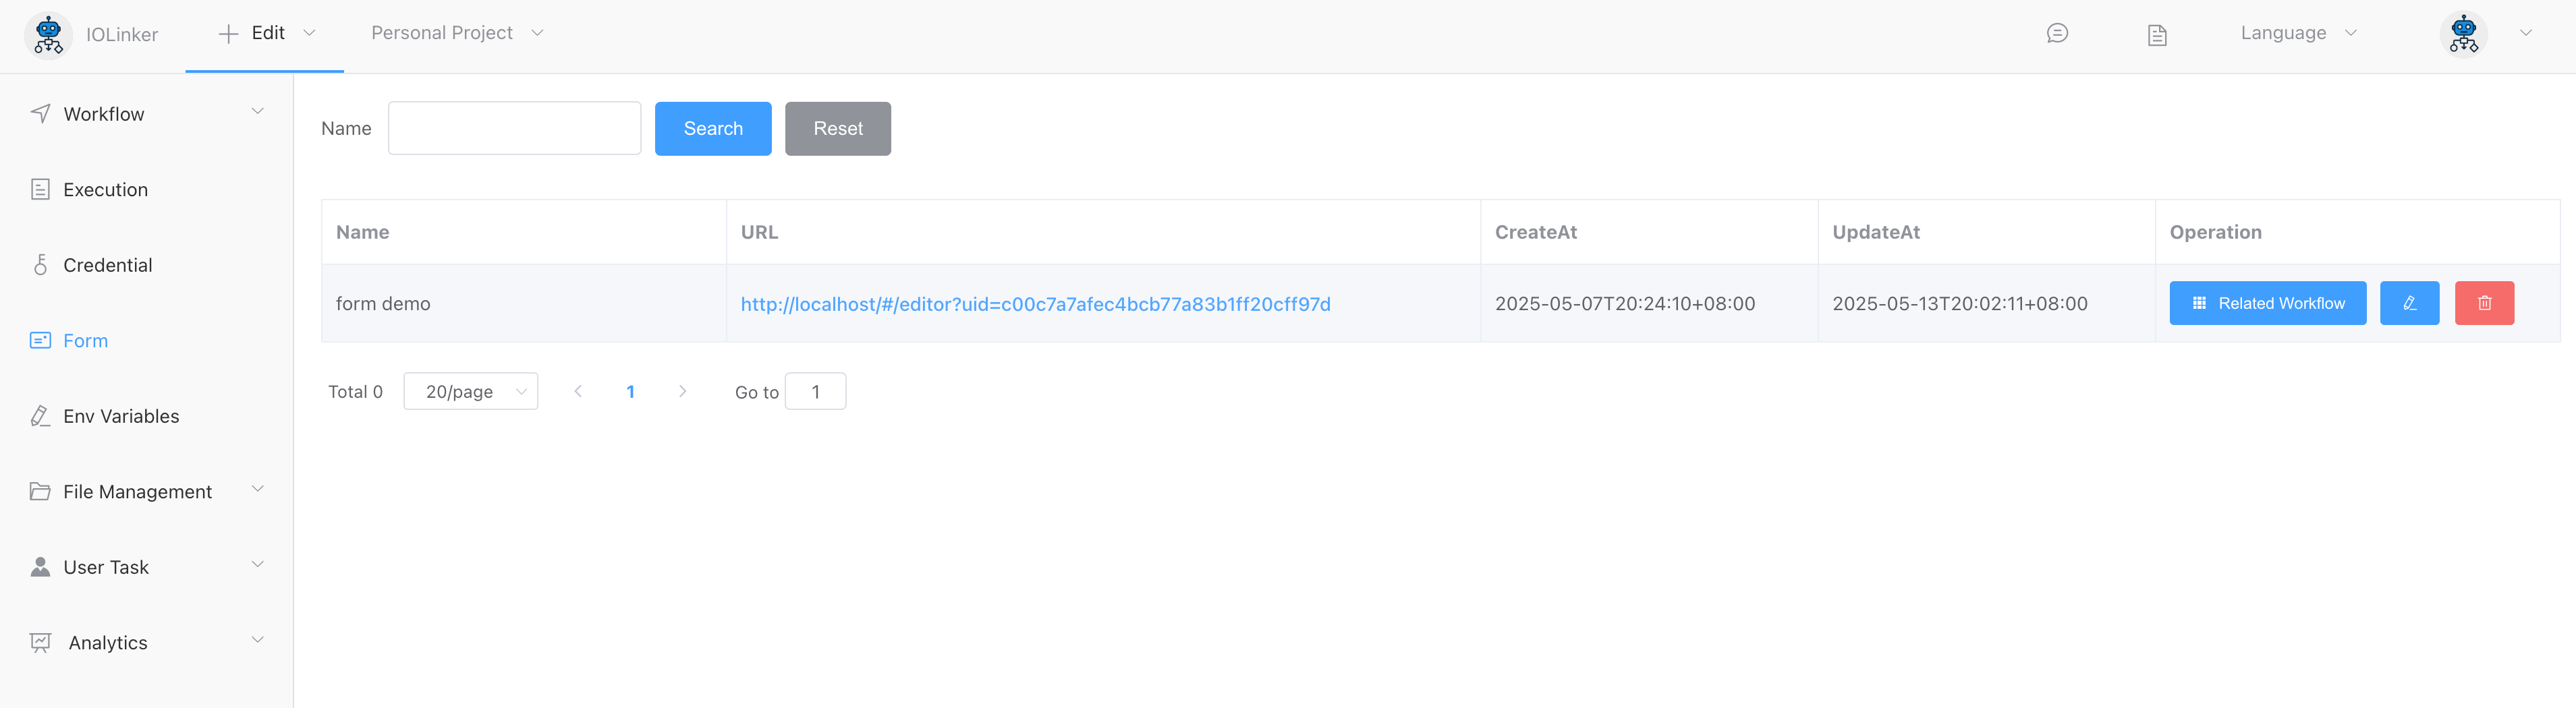 IOLinker
Edit
Personal Project
Language
Workflow
Execution
Credential
Form
Env Variables
File Management
User Task
Analytics
Name
Search
Reset
Name URL CreateAt UpdateAt Operation
form demo http://localhost/#/editor?uid=c00c7a7afec4bcb77a83b1ff20cff97d 2025-05-07T20:24:10+08:00 2025-05-13T20:02:11+08:00 Related Workflow
Total 0 20/page 1 Go to 1